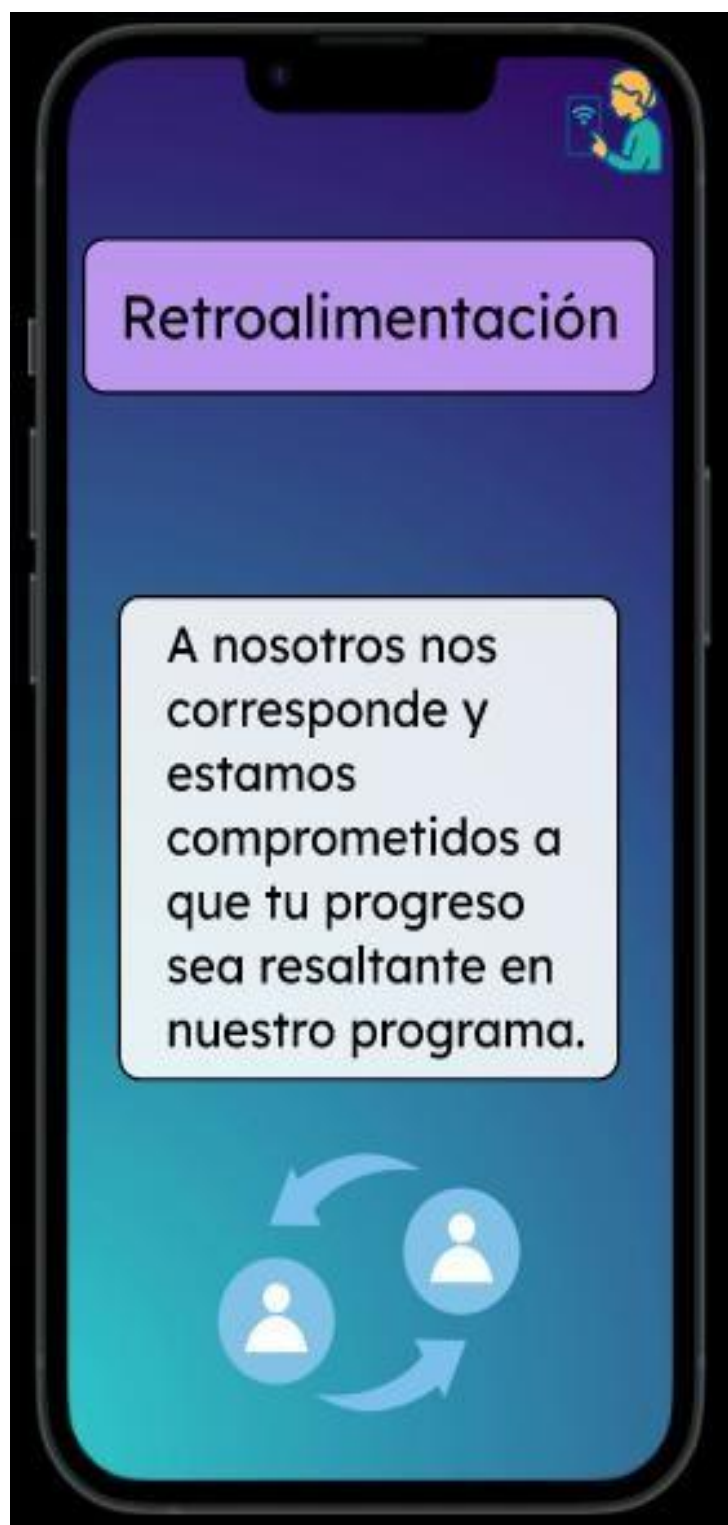 Retroalimentación
A nosotros nos
corresponde y
estamos
comprometidos a
que tu progreso
sea resaltante en
nuestro programa.